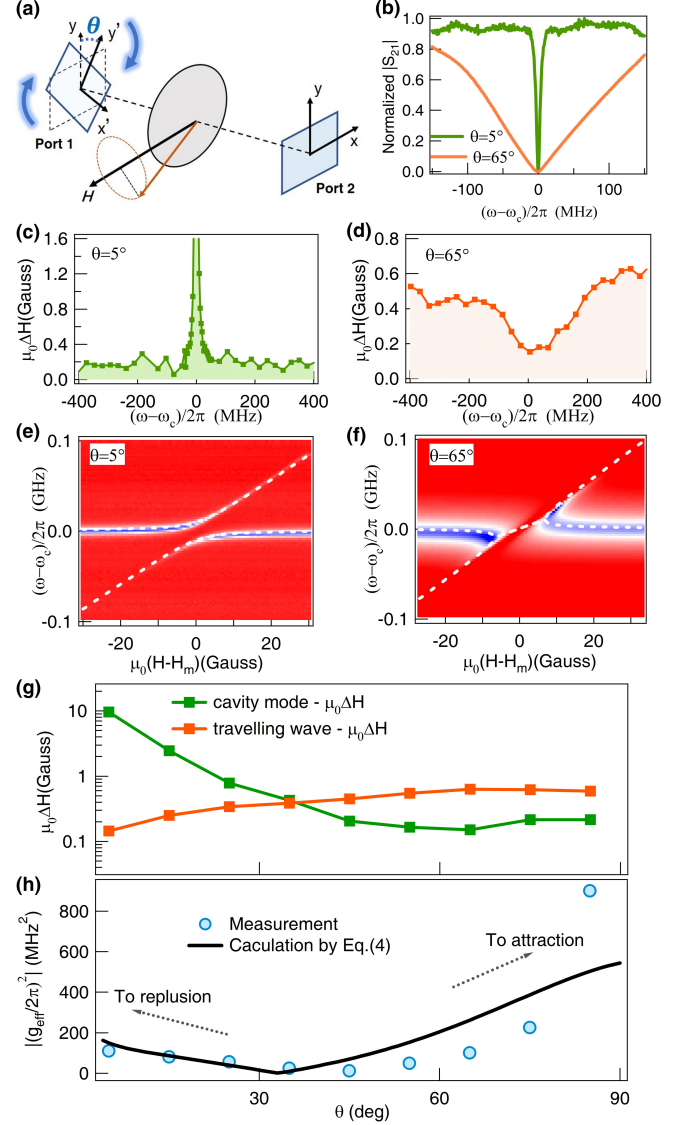 (a)
y
θ
y'
x'
Port 1
H
y
x
Port 2
(b)
Normalized |S21|
1.0
0.8
0.6
0.4
0.2
0.0
θ=5°
θ=65°
-100
0
100
(ω−ωc)/2π (MHz)
(c)
θ=5°
μ0ΔH(Gauss)
1.6
1.2
0.8
0.4
0.0
-400
-200
0
200
400
(ω−ωc)/2π (MHz)
(d)
θ=65°
μ0ΔH(Gauss)
0.8
0.6
0.4
0.2
0.0
-400
-200
0
200
400
(ω−ωc)/2π (MHz)
(e)
θ=5°
(ω−ωc)/2π (GHz)
0.1
0.0
-0.1
-20
0
20
μ0(H-Hm)(Gauss)
(f)
θ=65°
(ω−ωc)/2π (GHz)
0.1
0.0
-0.1
-20
0
20
μ0(H-Hm)(Gauss)
(g)
cavity mode - μ0ΔH
travelling wave - μ0ΔH
μ0ΔH(Gauss)
10
1
0.1
(h)
Measurement
Caculation by Eq.(4)
To replusion
To attraction
|(geff/2π)²| (MHz²)
800
600
400
200
0
30
60
90
θ (deg)